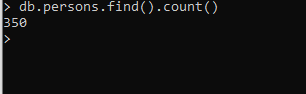 > db.persons.find().count()
350
>